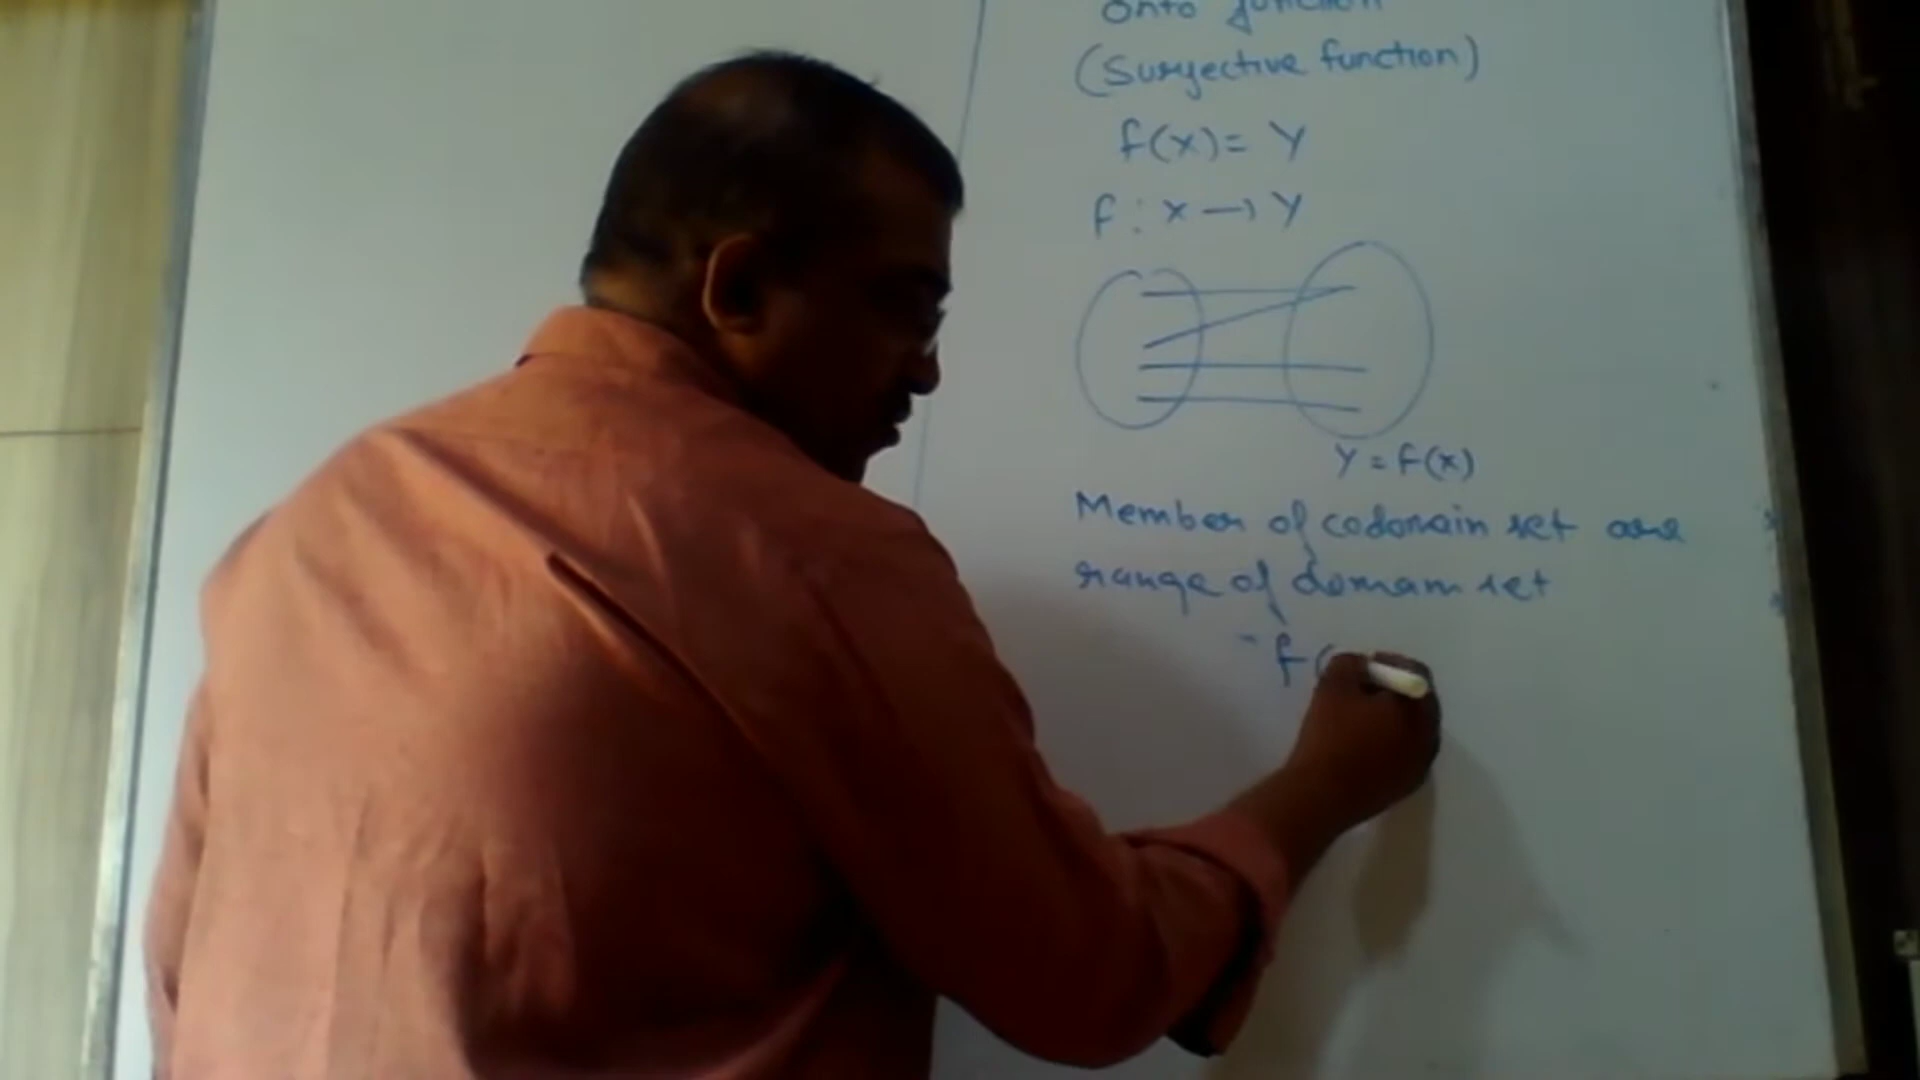 Onto function
(Surjective function)
f(x)= Y
f : x → Y
Y = f(x)
Member of codomain set are
range of domain set
f(